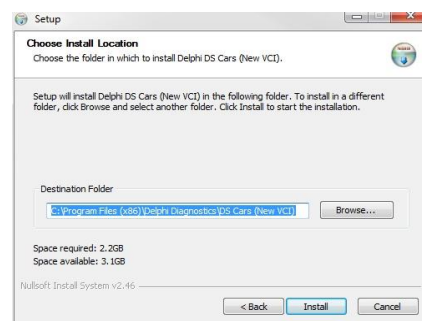 Setup
Choose Install Location
Choose the folder in which to install Delphi DS Cars (New VCI).
Setup will install Delphi DS Cars (New VCI) in the following folder. To install in a different
folder, click Browse and select another folder. Click Install to start the installation.
Destination Folder
C:\Program Files (x86)\Delphi Diagnostics\DS Cars (New VCI)
Browse...
Space required: 2.2GB
Space available: 3.1GB
Nullsoft Install System v2.46
< Back
Install
Cancel